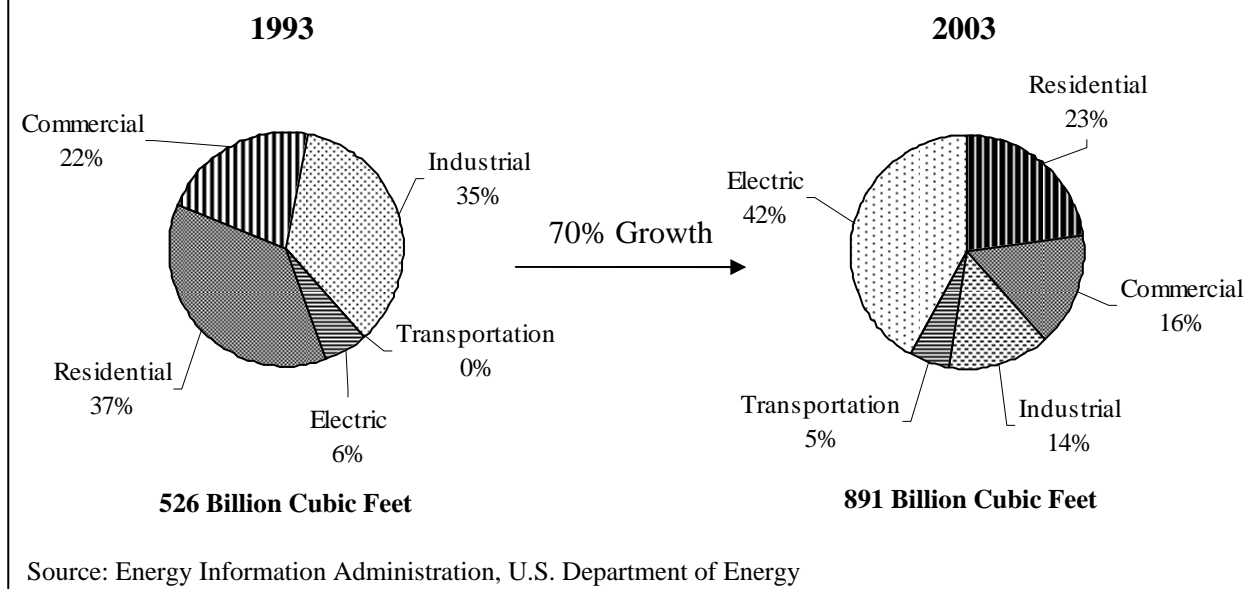 1993
Commercial
22%
Industrial
35%
Transportation
0%
Electric
6%
Residential
37%
526 Billion Cubic Feet
70% Growth
2003
Residential
23%
Electric
42%
Commercial
16%
Industrial
14%
Transportation
5%
891 Billion Cubic Feet
Source: Energy Information Administration, U.S. Department of Energy